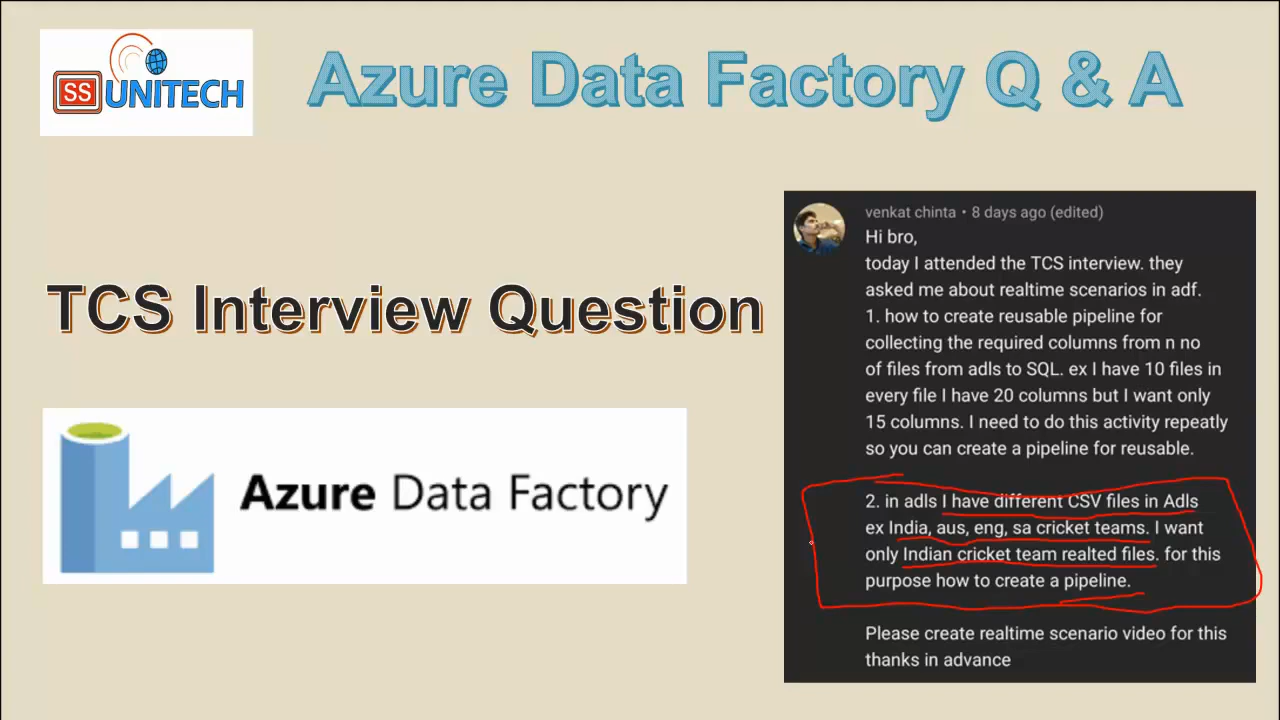 SS UNITECH
Azure Data Factory Q & A
TCS Interview Question
Azure Data Factory
venkat chinta • 8 days ago (edited)
Hi bro,
today I attended the TCS interview. they
asked me about realtime scenarios in adf.
1. how to create reusable pipeline for
collecting the required columns from n no
of files from adls to SQL. ex I have 10 files in
every file I have 20 columns but I want only
15 columns. I need to do this activity repeatly
so you can create a pipeline for reusable.
2. in adls I have different CSV files in Adls
ex India, aus, eng, sa cricket teams. I want
only Indian cricket team realted files. for this
purpose how to create a pipeline.
Please create realtime scenario video for this
thanks in advance